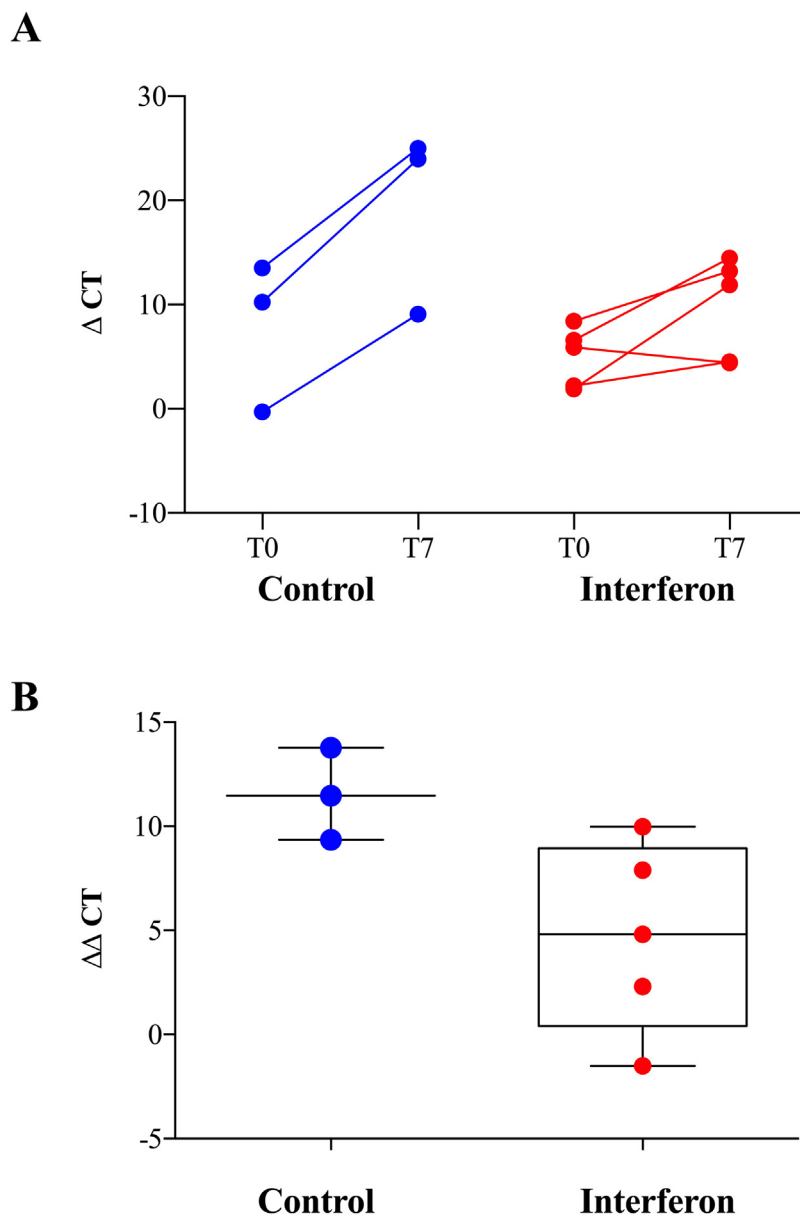 A
30
20
10
0
-10
Δ CT
T0 T7 T0 T7
Control Interferon
B
15
10
5
0
-5
ΔΔ CT
Control Interferon